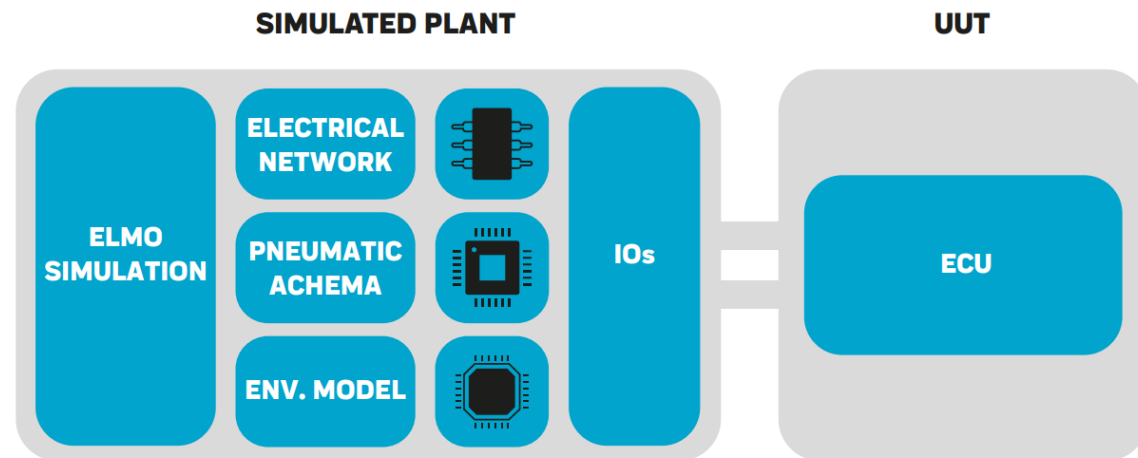 SIMULATED PLANT
UUT
ELMO
SIMULATION
ELECTRICAL
NETWORK
PNEUMATIC
ACHEMA
ENV. MODEL
IOs
ECU